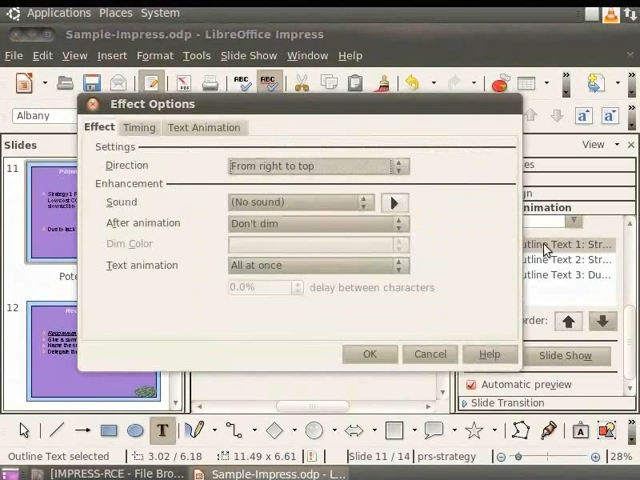 Applications Places System
Sample-Impress.odp - LibreOffice Impress
File Edit View Insert Format Tools Slide Show Window Help
ABC ABC
Albany
Effect Options
Effect Timing Text Animation
Settings
Direction From right to top
Enhancement
Sound (No sound)
After animation Don't dim
Dim Color
Text animation All at once
0.0% delay between characters
OK Cancel Help
Slides
11
12
View
utline Text 1: Str...
utline Text 2: Str...
utline Text 3: Du...
order:
Slide Show
Automatic preview
Slide Transition
Outline Text selected 3.02 / 6.18 11.49 x 6.61 Slide 11 / 14 prs-strategy 28%
[IMPRESS-RCE - File Bro... Sample-Impress.odp - L...